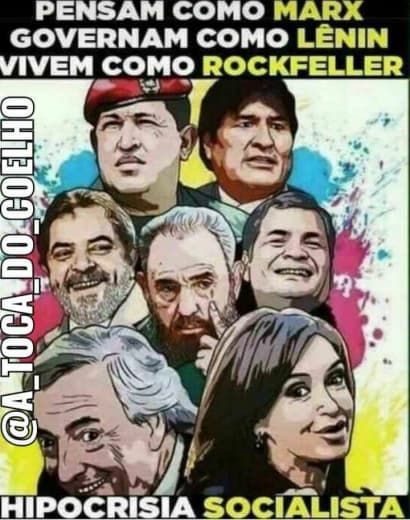 PENSAM COMO MARX
GOVERNAM COMO LÊNIN
VIVEM COMO ROCKFELLER
@A_TOCA_DO_COELHO
HIPOCRISIA SOCIALISTA